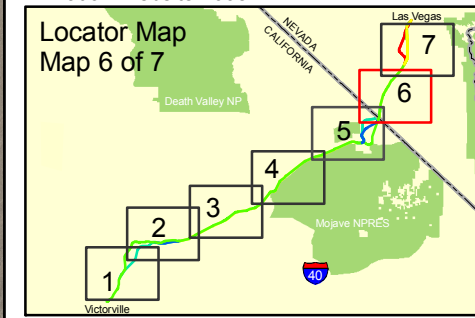 Locator Map
Map 6 of 7
NEVADA
CALIFORNIA
Las Vegas
7
6
Death Valley NP
5
4
3
2
1
Mojave NPRES
40
Victorville